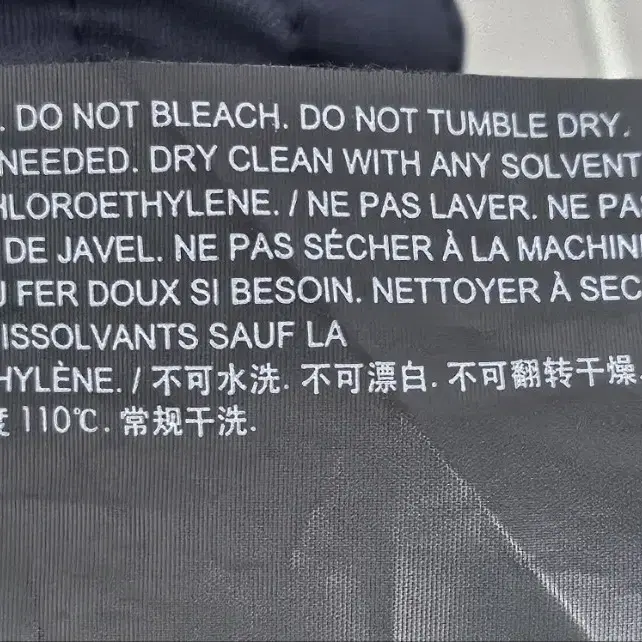 . DO NOT BLEACH. DO NOT TUMBLE DRY.
NEEDED. DRY CLEAN WITH ANY SOLVENT
HLOROETHYLENE. / NE PAS LAVER. NE PA
DE JAVEL. NE PAS SÉCHER À LA MACHIN
FER DOUX SI BESOIN. NETTOYER À SEC
ISSOLVANTS SAUF LA
HYLÈNE. / 不可水洗. 不可漂白. 不可翻转干燥.
度 110℃. 常规干洗.